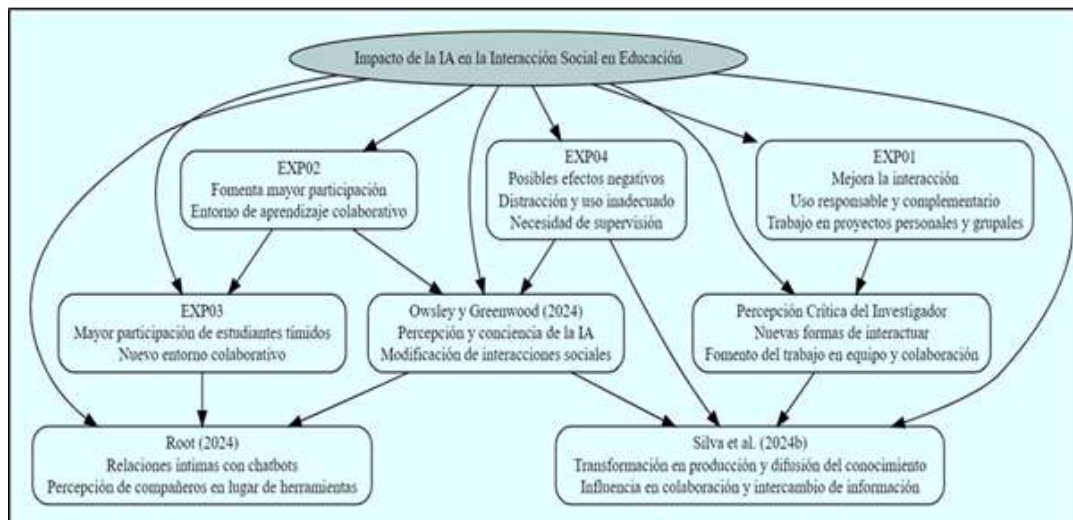 Impacto de la IA en la Interacción Social en Educación
EXP02
Fomenta mayor participación
Entorno de aprendizaje colaborativo
EXP04
Posibles efectos negativos
Distracción y uso inadecuado
Necesidad de supervisión
EXP01
Mejora la interacción
Uso responsable y complementario
Trabajo en proyectos personales y grupales
EXP03
Mayor participación de estudiantes tímidos
Nuevo entorno colaborativo
Owsley y Greenwood (2024)
Percepción y conciencia de la IA
Modificación de interacciones sociales
Percepción Crítica del Investigador
Nuevas formas de interactuar
Fomento del trabajo en equipo y colaboración
Root (2024)
Relaciones íntimas con chatbots
Percepción de compañeros en lugar de herramientas
Silva et al. (2024b)
Transformación en producción y difusión del conocimiento
Influencia en colaboración y intercambio de información